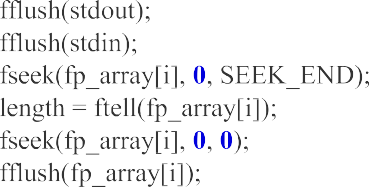 fflush(stdout);
fflush(stdin);
fseek(fp_array[i], 0, SEEK_END);
length = ftell(fp_array[i]);
fseek(fp_array[i], 0, 0);
fflush(fp_array[i]);